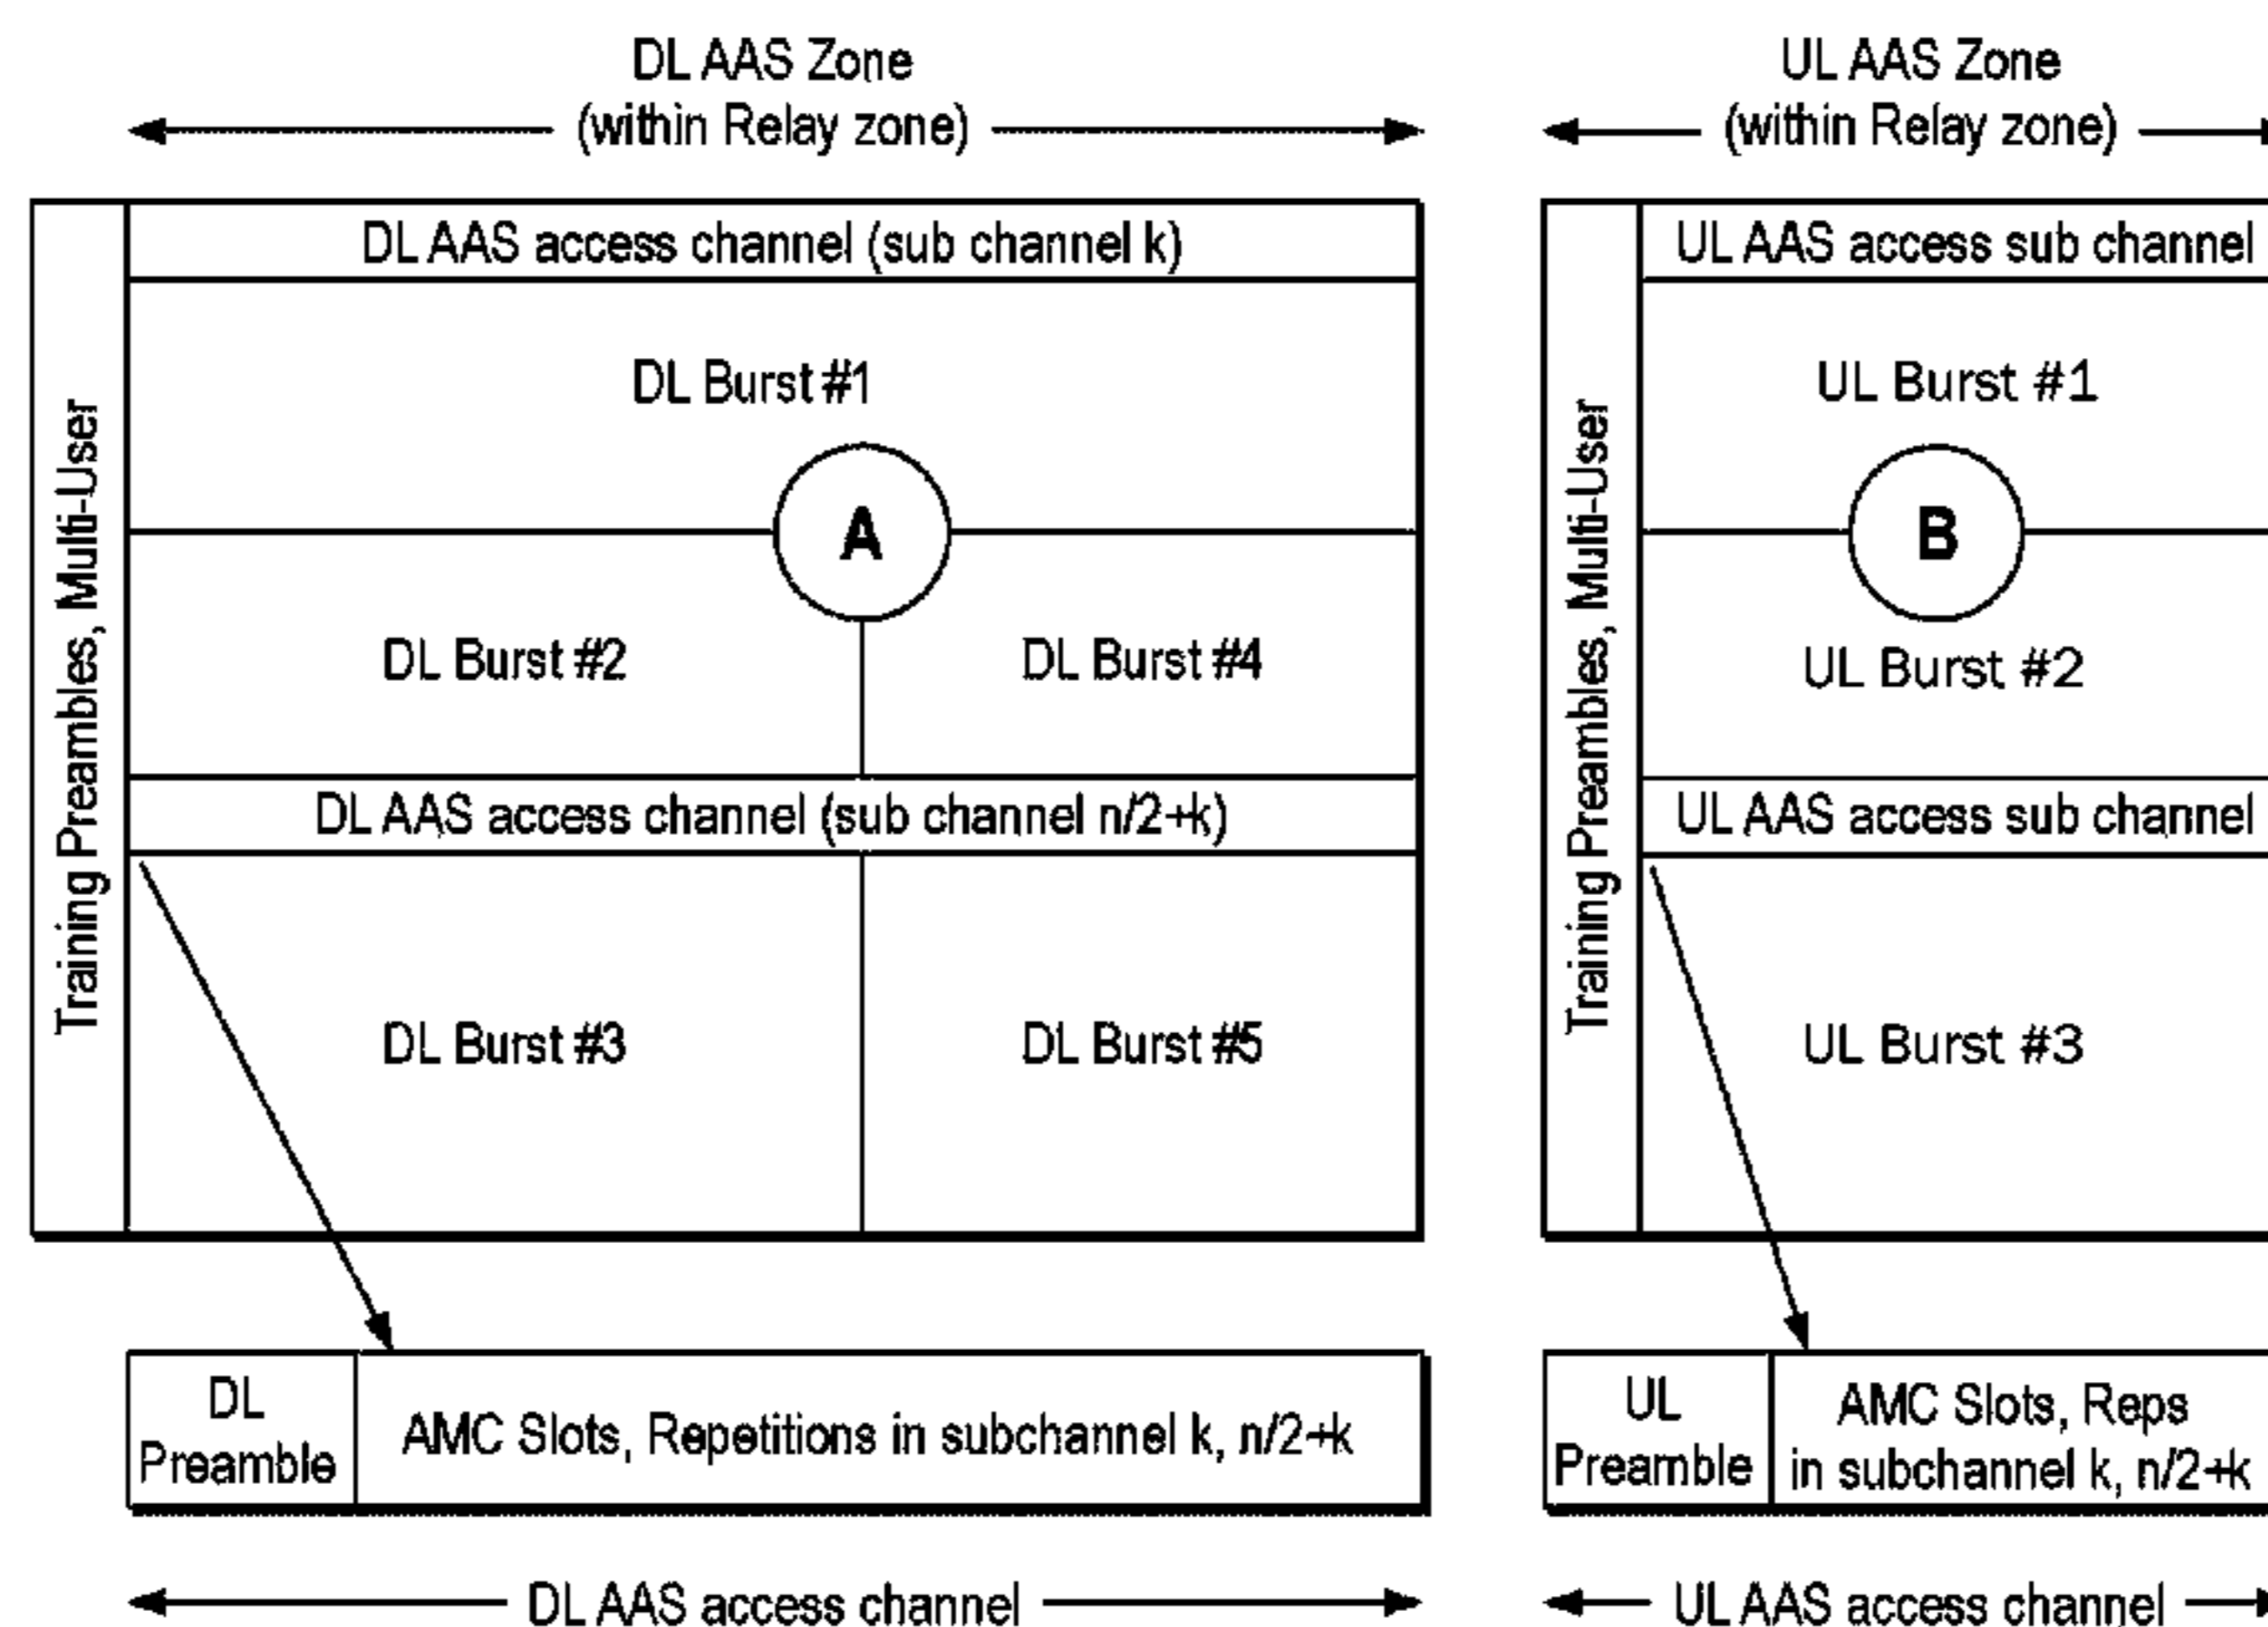 DL AAS Zone
(within Relay zone)
Training Preambles, Multi-User
DL AAS access channel (sub channel k)
DL Burst #1
A
DL Burst #2
DL Burst #4
DL AAS access channel (sub channel n/2+k)
DL Burst #3
DL Burst #5
DL
Preamble
AMC Slots, Repetitions in subchannel k, n/2+k
DL AAS access channel
UL AAS Zone
(within Relay zone)
Training Preambles, Multi-User
UL AAS access sub channel
UL Burst #1
B
UL Burst #2
UL AAS access sub channel
UL Burst #3
UL
Preamble
AMC Slots, Reps
in subchannel k, n/2+k
UL AAS access channel